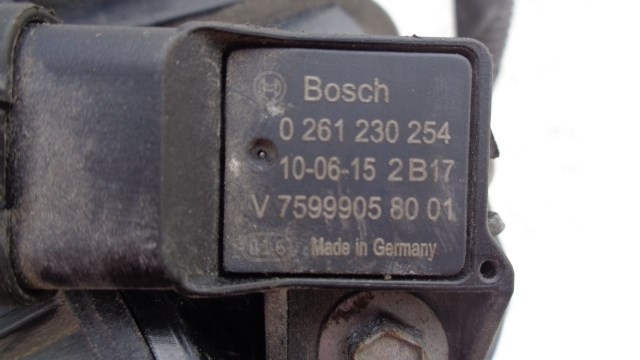 Bosch
0 261 230 254
10-06-15 2B17
V 7599905 80 01
Made in Germany